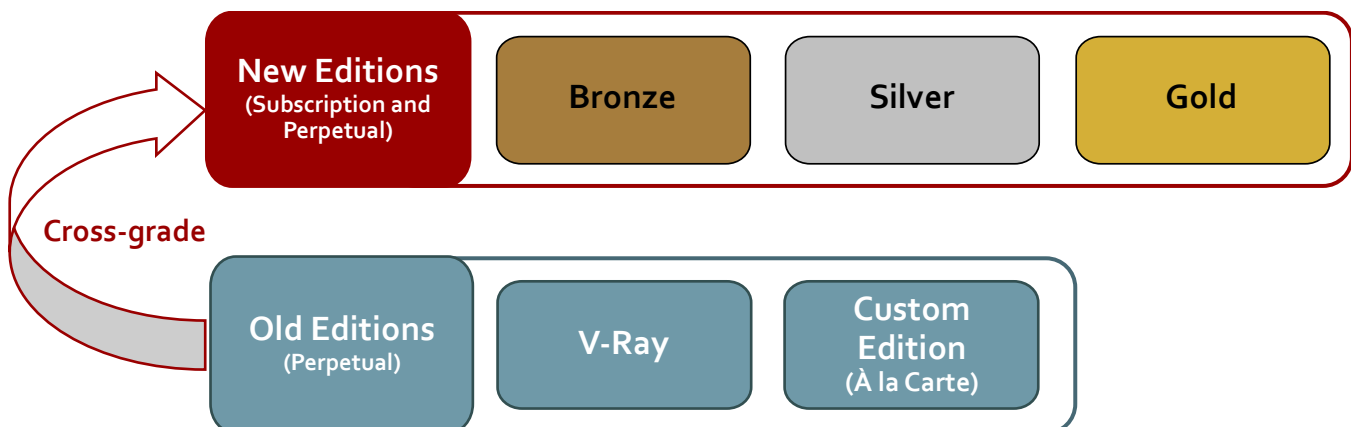 New Editions
(Subscription and
Perpetual)
Bronze
Silver
Gold
Cross-grade
Old Editions
(Perpetual)
V-Ray
Custom
Edition
(À la Carte)